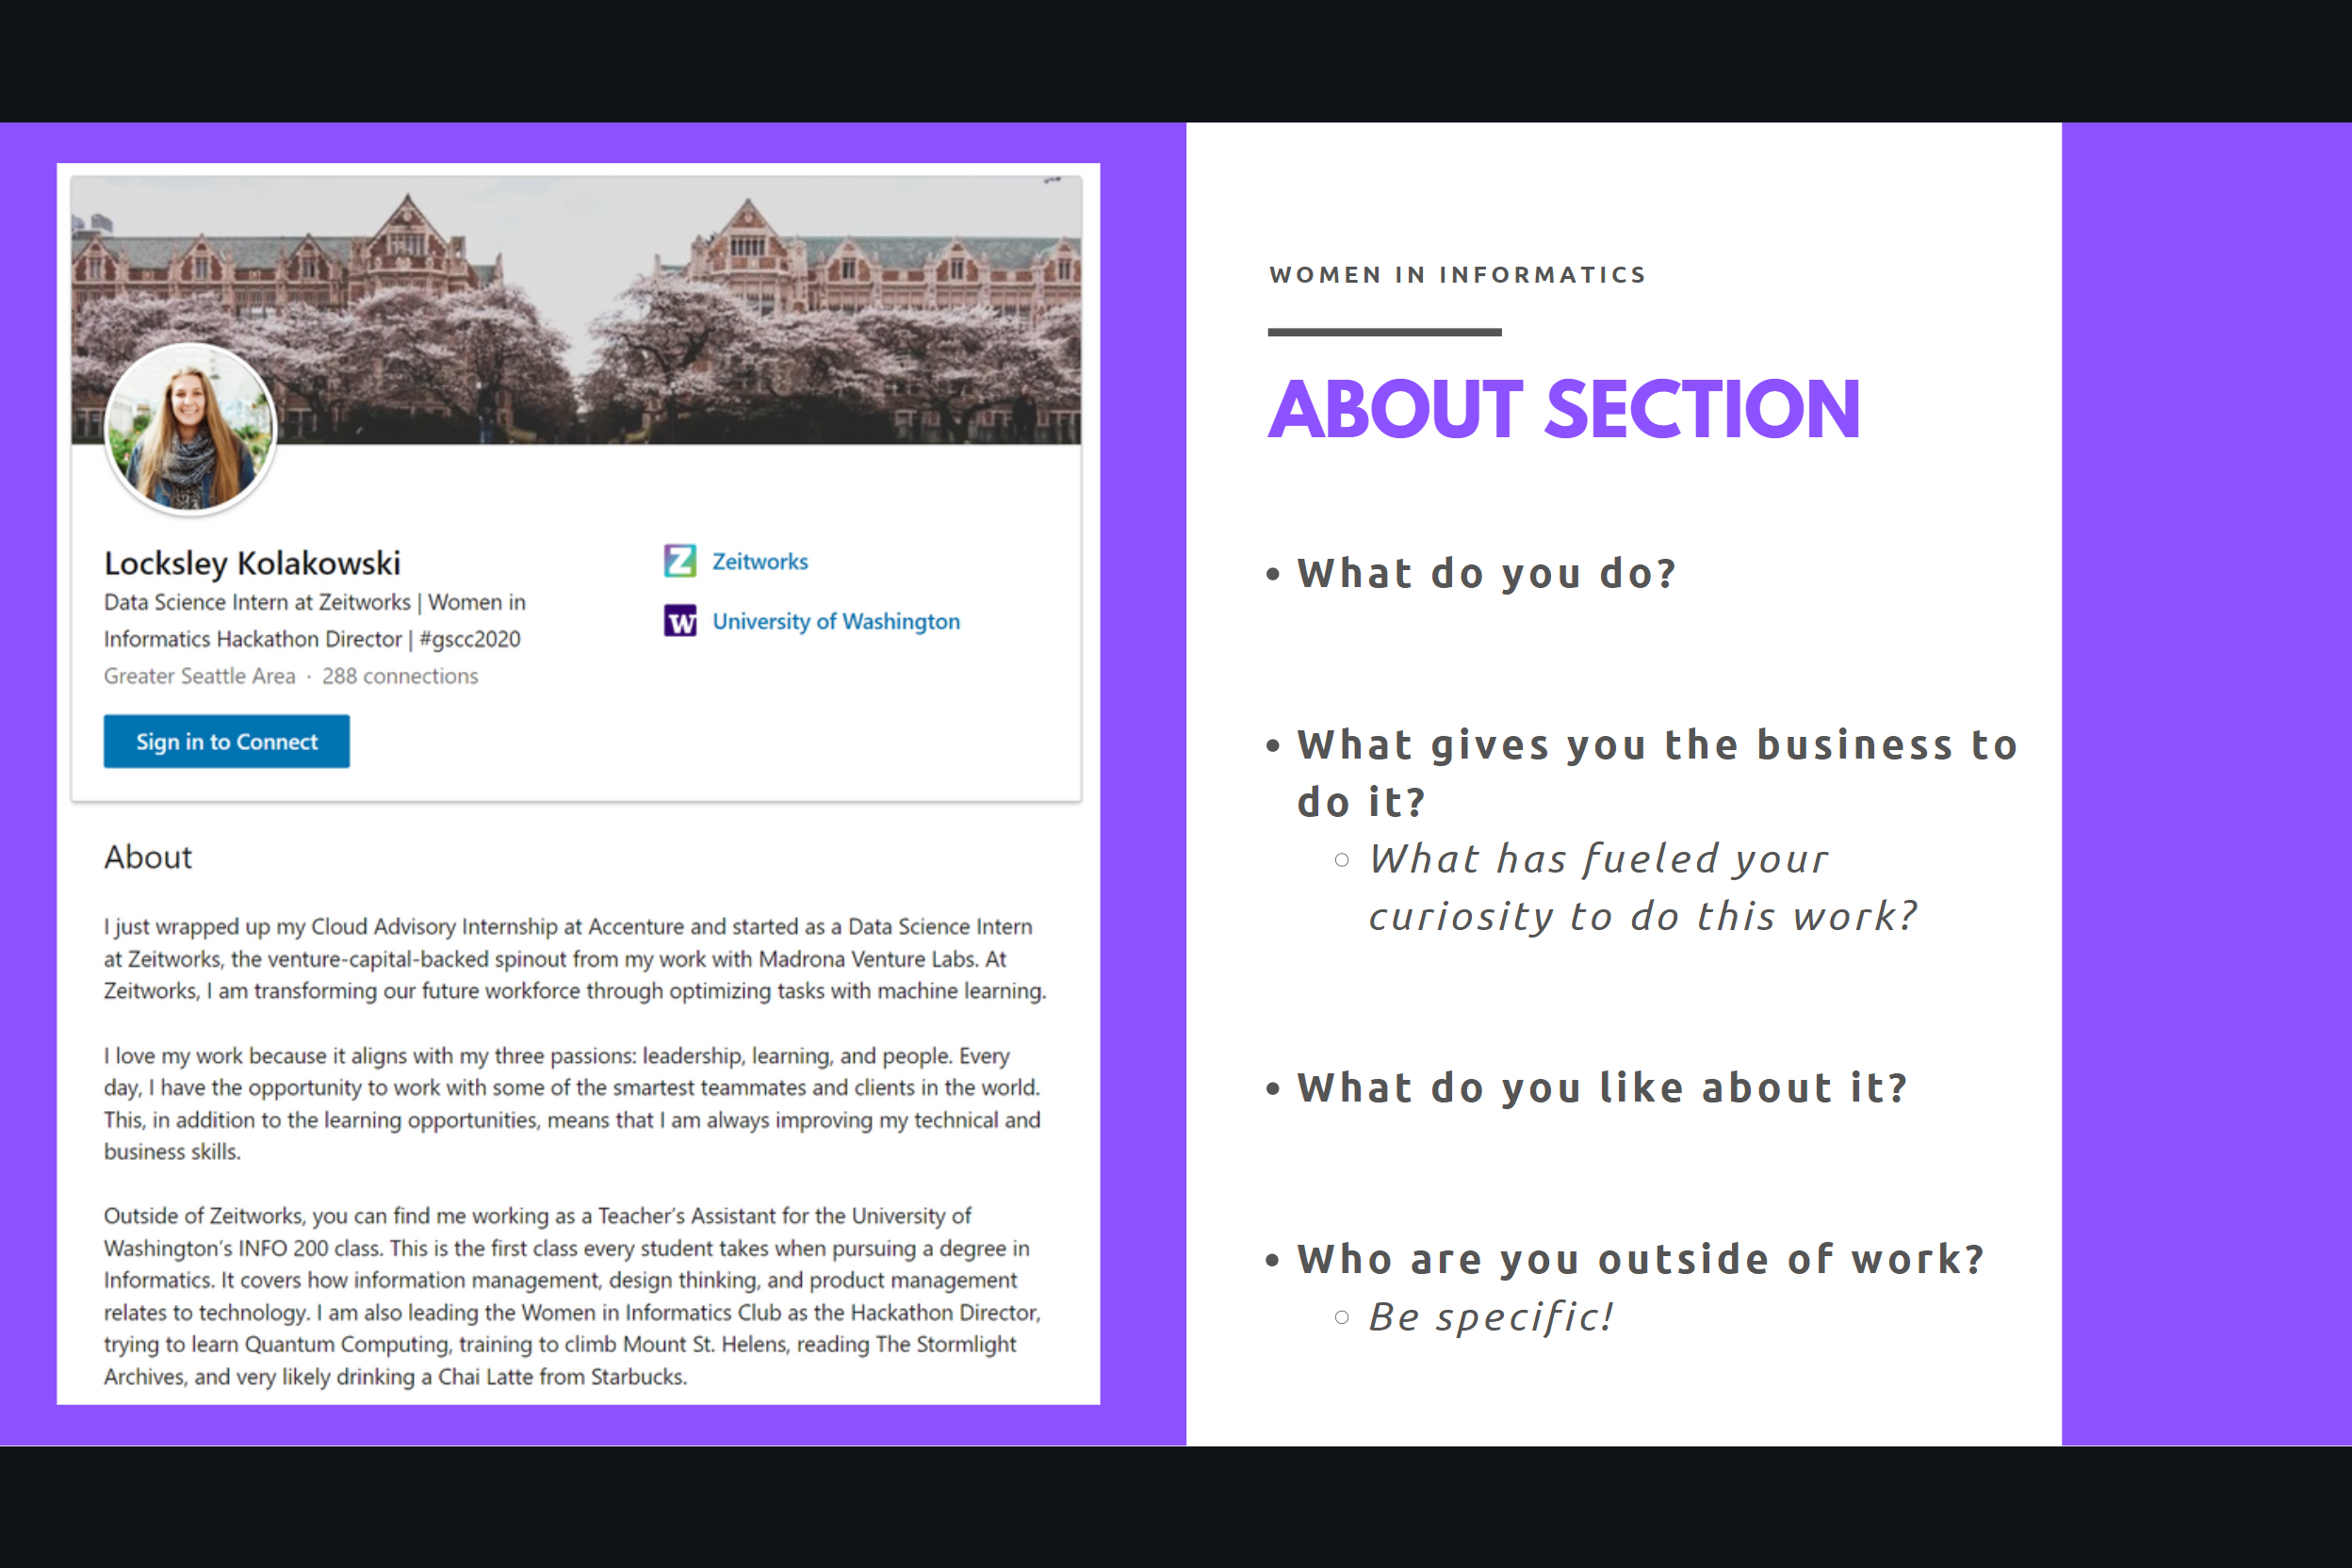 Locksley Kolakowski
Data Science Intern at Zeitworks | Women in
Informatics Hackathon Director | #gscc2020
Greater Seattle Area · 288 connections
Sign in to Connect
Z Zeitworks
W University of Washington
About
I just wrapped up my Cloud Advisory Internship at Accenture and started as a Data Science Intern
at Zeitworks, the venture-capital-backed spinout from my work with Madrona Venture Labs. At
Zeitworks, I am transforming our future workforce through optimizing tasks with machine learning.
I love my work because it aligns with my three passions: leadership, learning, and people. Every
day, I have the opportunity to work with some of the smartest teammates and clients in the world.
This, in addition to the learning opportunities, means that I am always improving my technical and
business skills.
Outside of Zeitworks, you can find me working as a Teacher’s Assistant for the University of
Washington’s INFO 200 class. This is the first class every student takes when pursuing a degree in
Informatics. It covers how information management, design thinking, and product management
relates to technology. I am also leading the Women in Informatics Club as the Hackathon Director,
trying to learn Quantum Computing, training to climb Mount St. Helens, reading The Stormlight
Archives, and very likely drinking a Chai Latte from Starbucks.
WOMEN IN INFORMATICS
ABOUT SECTION
• What do you do?
• What gives you the business to
do it?
○ What has fueled your
curiosity to do this work?
• What do you like about it?
• Who are you outside of work?
○ Be specific!